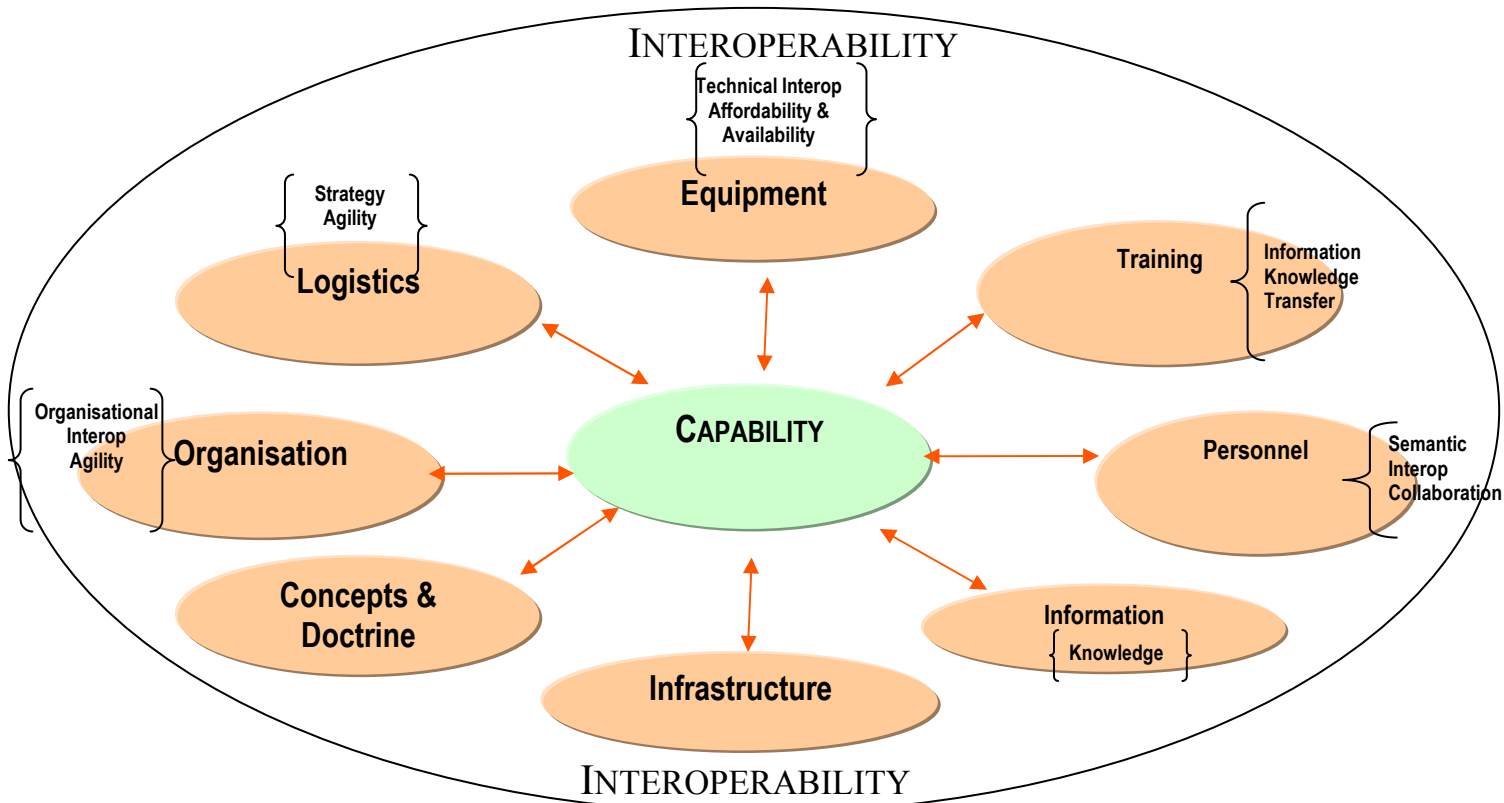 INTEROPERABILITY
Technical Interop
Affordability &
Availability
Equipment
Strategy
Agility
Logistics
Training
Information
Knowledge
Transfer
Organisational
Interop
Agility
Organisation
CAPABILITY
Personnel
Semantic
Interop
Collaboration
Concepts &
Doctrine
Information
Knowledge
Infrastructure
INTEROPERABILITY